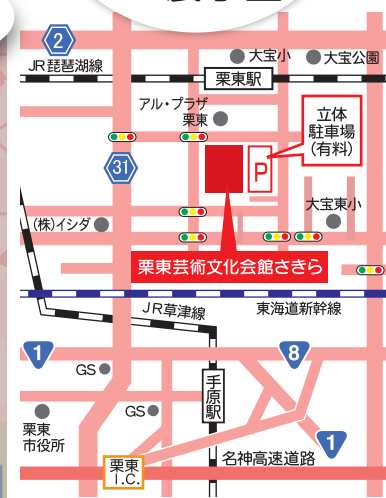 2
大宝小
大宝公園
JR琵琶湖線
栗東駅
アル・プラザ
栗東
立体
駐車場
(有料)
P
31
大宝東小
(株)イシダ
栗東芸術文化会館さきら
JR草津線
東海道新幹線
1
8
GS
手原駅
GS
栗東
市役所
1
栗東
I.C.
名神高速道路